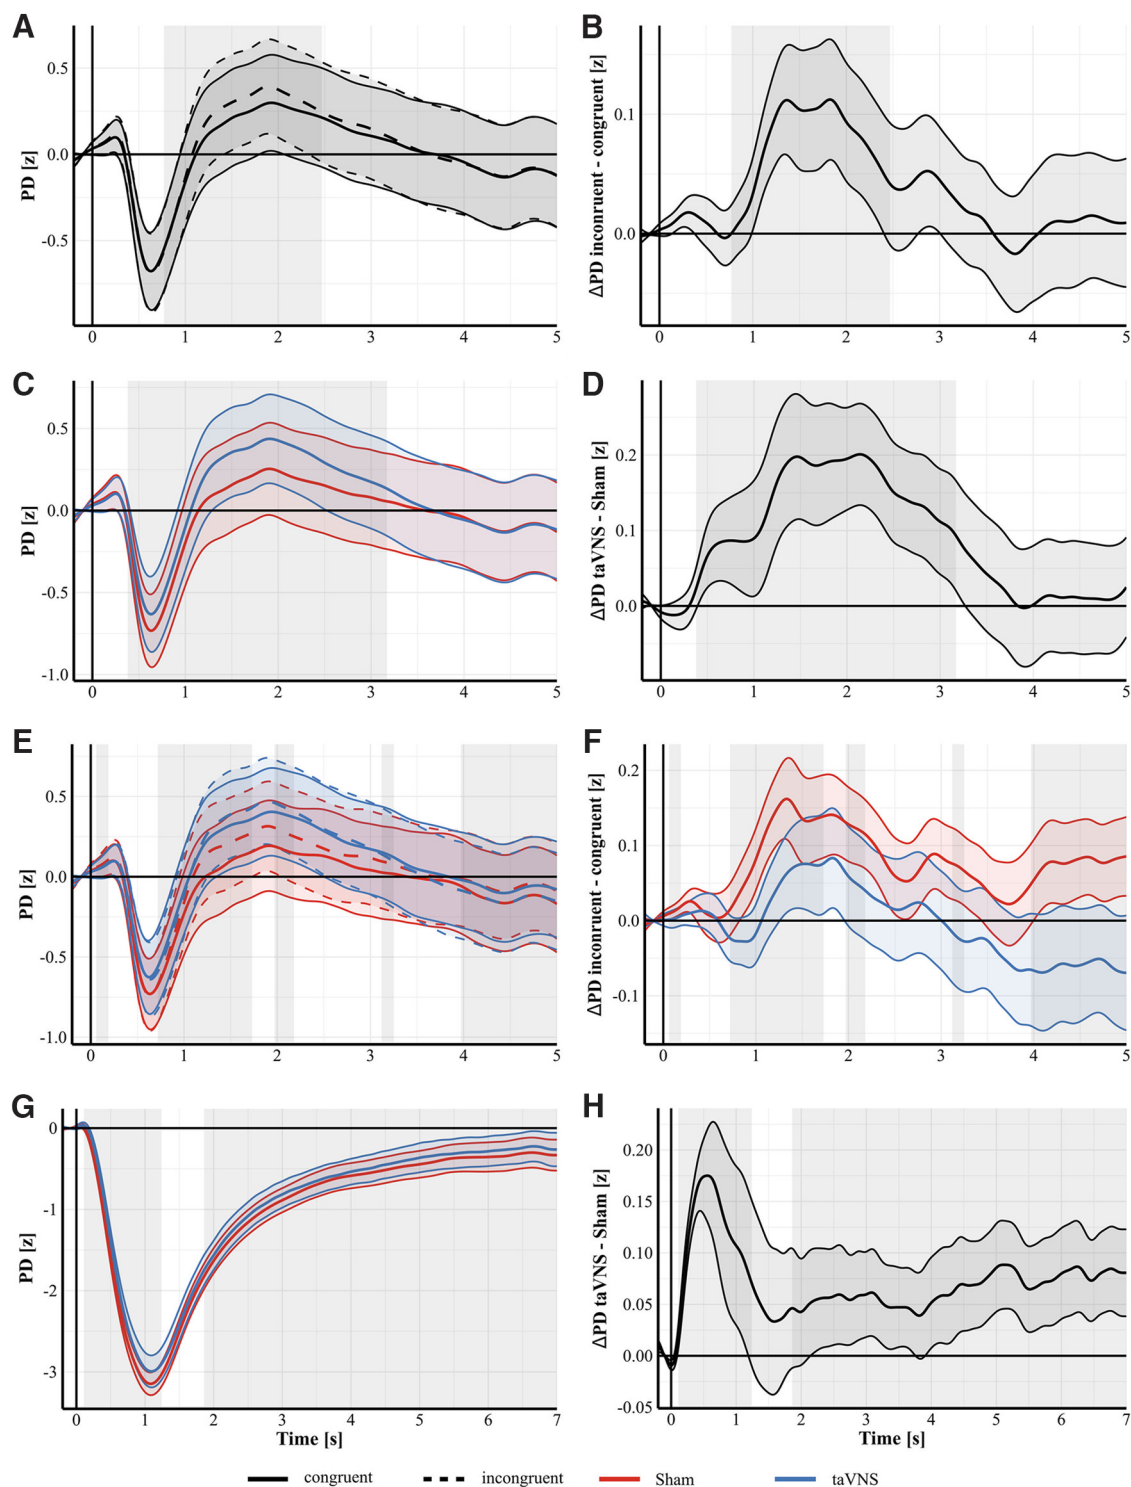 A
B
0.5
0.0
-0.5
PD [z]
0 1 2 3 4 5
0.1
0.0
ΔPD inconruent - congruent [z]
0 1 2 3 4 5
C
D
0.5
0.0
-0.5
-1.0
PD [z]
0 1 2 3 4 5
0.2
0.1
0.0
ΔPD taVNS - Sham [z]
0 1 2 3 4 5
E
F
0.5
0.0
-0.5
-1.0
PD [z]
0 1 2 3 4 5
0.2
0.1
0.0
-0.1
ΔPD inconruent - congruent [z]
0 1 2 3 4 5
G
H
0
-1
-2
-3
PD [z]
0 1 2 3 4 5 6 7
Time [s]
0.20
0.15
0.10
0.05
0.00
-0.05
ΔPD taVNS - Sham [z]
0 1 2 3 4 5 6 7
Time [s]
congruent incongruent Sham taVNS